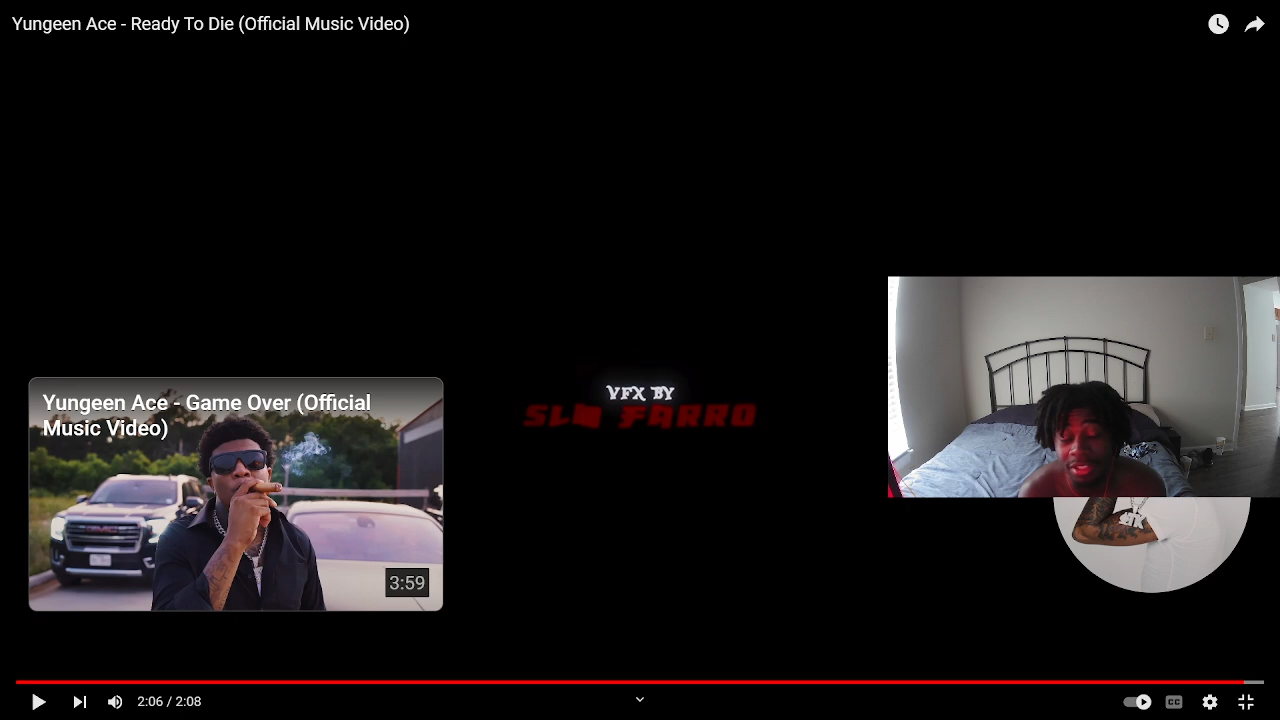 Yungeen Ace - Ready To Die (Official Music Video)
VFX BY
Yungeen Ace - Game Over (Official
Music Video)
3:59
2:06 / 2:08
CC